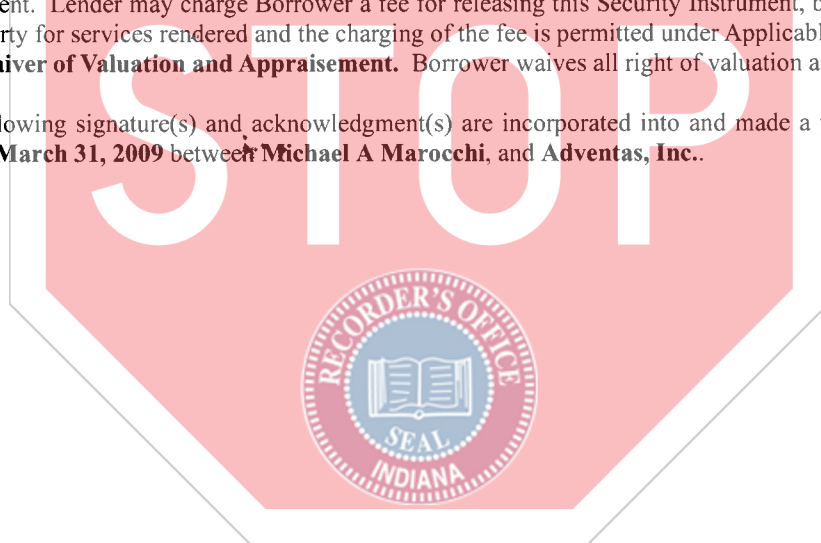 ent. Lender may charge Borrower a fee for releasing this Security Instrument, b
rty for services rendered and the charging of the fee is permitted under Applicabl
aiver of Valuation and Appraisement. Borrower waives all right of valuation a
lowing signature(s) and acknowledgment(s) are incorporated into and made a
March 31, 2009 between Michael A Marocchi, and Adventas, Inc..
STOP
RECORDER'S OFFICE
SEAL
INDIANA